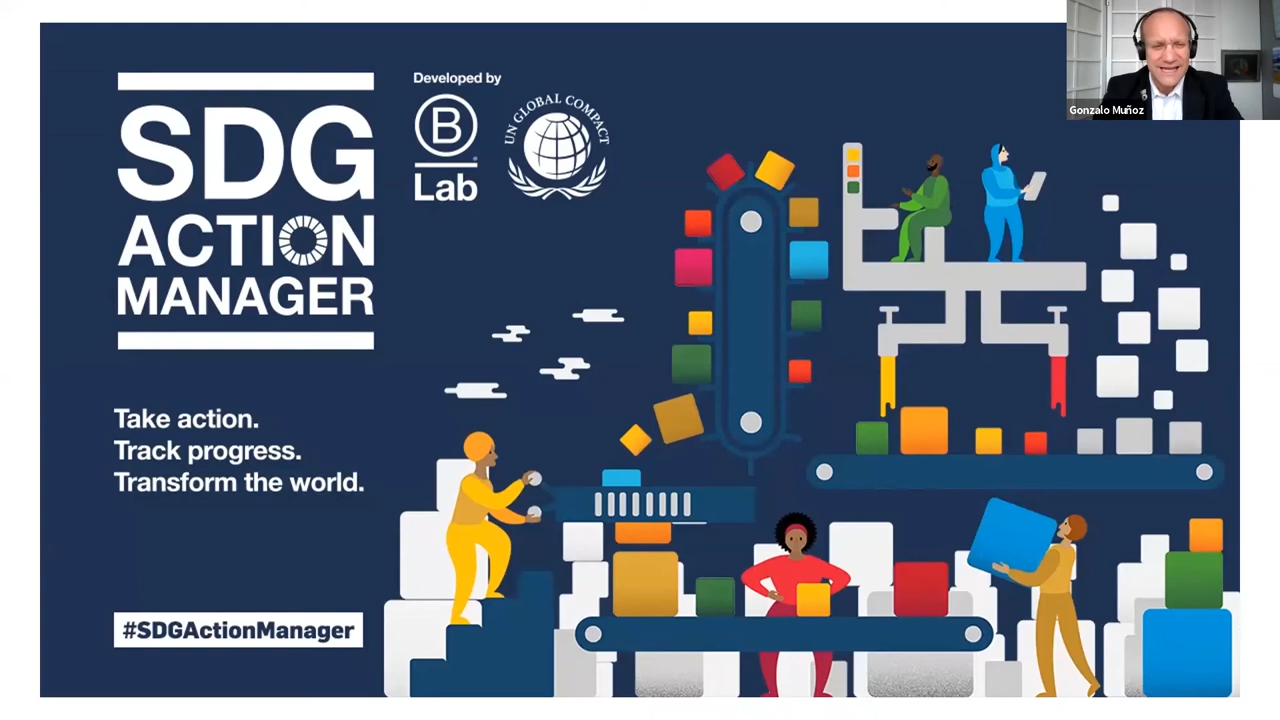 SDG
ACTION
MANAGER
Developed by
B
Lab
UN GLOBAL COMPACT
Take action.
Track progress.
Transform the world.
#SDGActionManager
Gonzalo Muñoz